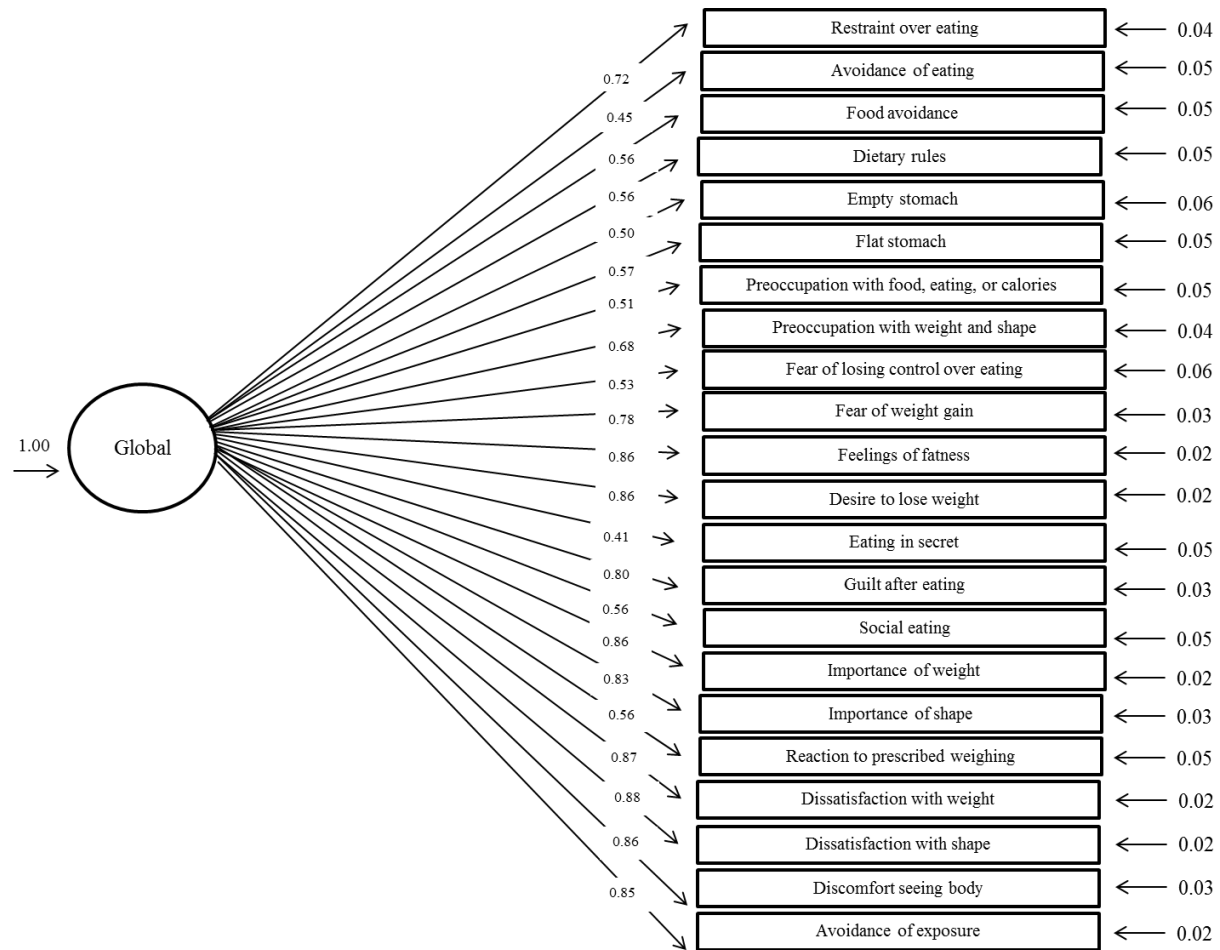 Restraint over eating 0.04
0.72
Avoidance of eating 0.05
0.45
Food avoidance 0.05
0.56
Dietary rules 0.05
0.56
Empty stomach 0.06
0.50
Flat stomach 0.05
0.57
Preoccupation with food, eating, or calories 0.05
0.51
Preoccupation with weight and shape 0.04
0.68
Fear of losing control over eating 0.06
0.53
Fear of weight gain 0.03
0.78
1.00
Global
Feelings of fatness 0.02
0.86
Desire to lose weight 0.02
0.86
Eating in secret 0.05
0.41
Guilt after eating 0.03
0.80
Social eating 0.05
0.56
Importance of weight 0.02
0.86
Importance of shape 0.03
0.83
0.56
Reaction to prescribed weighing 0.05
0.87
Dissatisfaction with weight 0.02
0.88
Dissatisfaction with shape 0.02
0.86
Discomfort seeing body 0.03
0.85
Avoidance of exposure 0.02